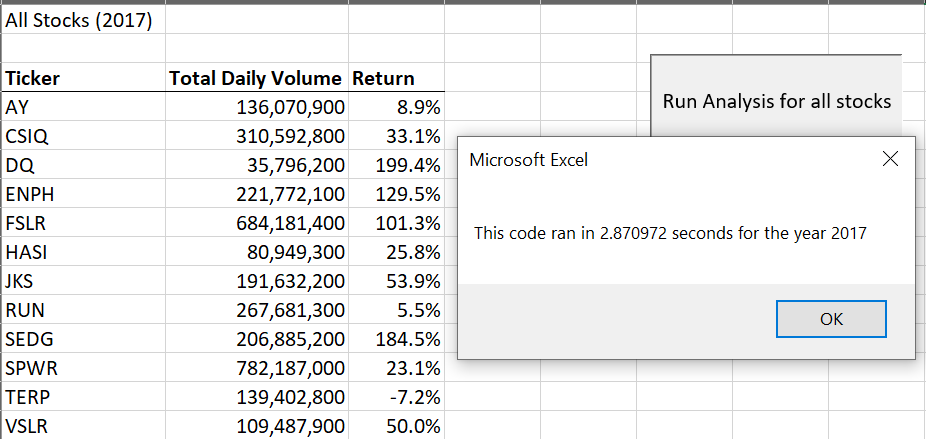 All Stocks (2017)
Ticker Total Daily Volume Return
AY 136,070,900 8.9%
CSIQ 310,592,800 33.1%
DQ 35,796,200 199.4%
ENPH 221,772,100 129.5%
FSLR 684,181,400 101.3%
HASI 80,949,300 25.8%
JKS 191,632,200 53.9%
RUN 267,681,300 5.5%
SEDG 206,885,200 184.5%
SPWR 782,187,000 23.1%
TERP 139,402,800 -7.2%
VSLR 109,487,900 50.0%
Run Analysis for all stocks
Microsoft Excel
This code ran in 2.870972 seconds for the year 2017
OK